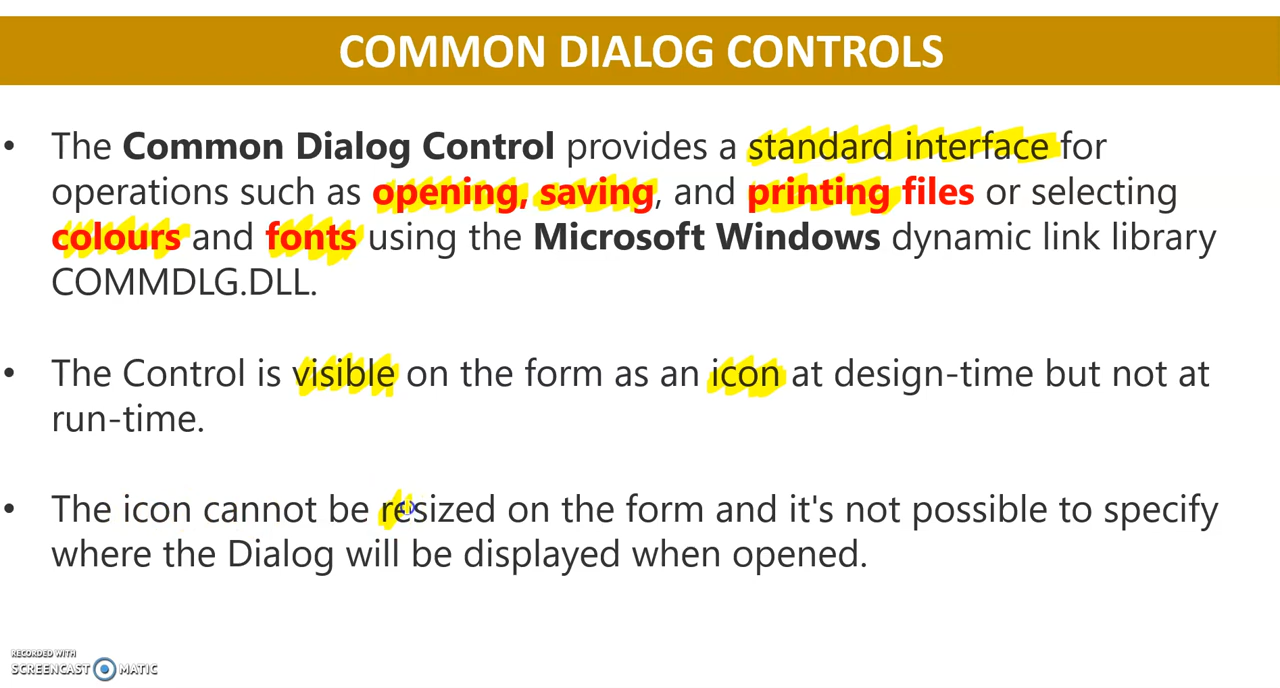 COMMON DIALOG CONTROLS
• The Common Dialog Control provides a standard interface for
operations such as opening, saving, and printing files or selecting
colours and fonts using the Microsoft Windows dynamic link library
COMMDLG.DLL.
• The Control is visible on the form as an icon at design-time but not at
run-time.
• The icon cannot be resized on the form and it's not possible to specify
where the Dialog will be displayed when opened.
RECORDED WITH
SCREENCAST MATIC